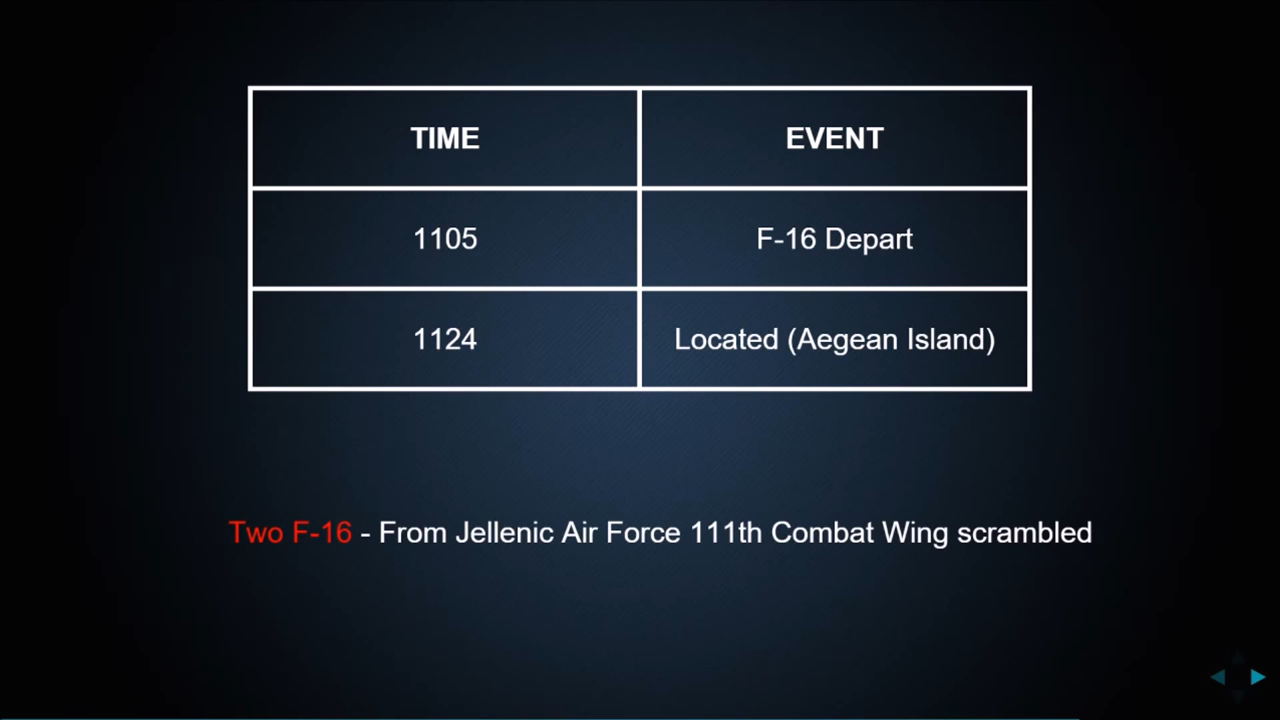 TIME EVENT
1105 F-16 Depart
1124 Located (Aegean Island)
Two F-16 - From Jellenic Air Force 111th Combat Wing scrambled